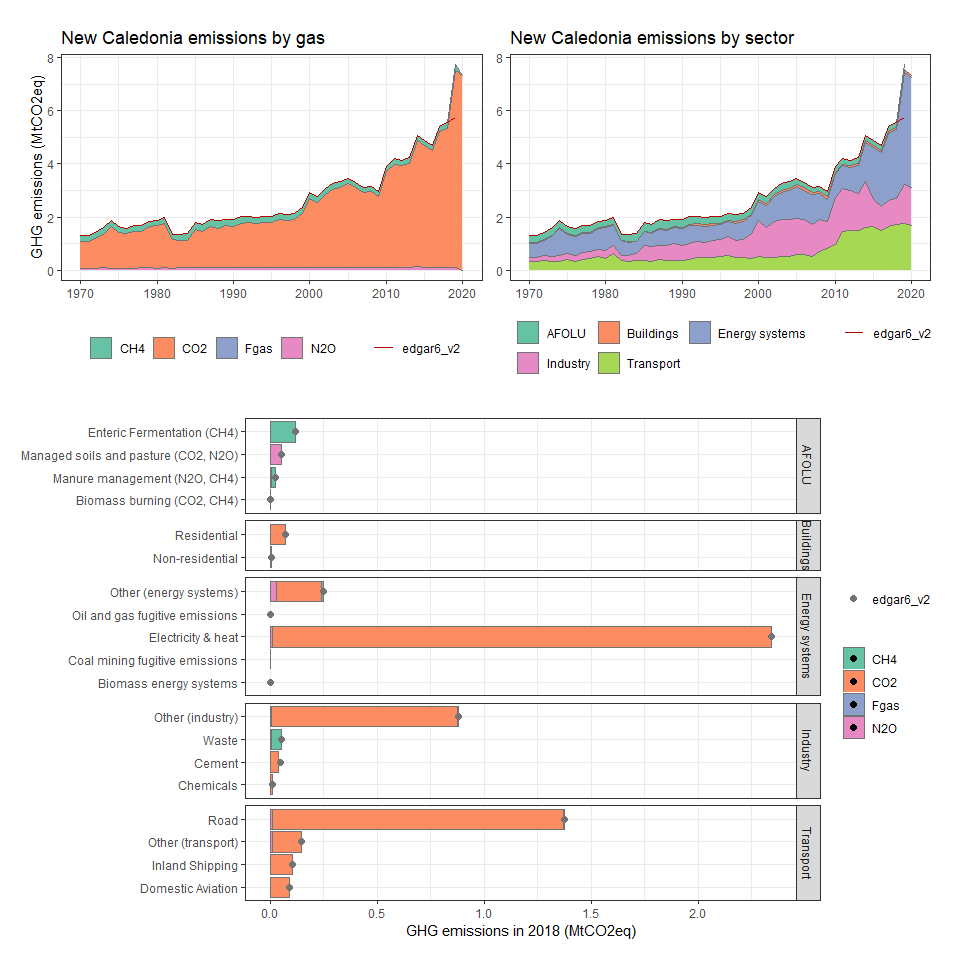 New Caledonia emissions by gas
New Caledonia emissions by sector
GHG emissions (MtCO2eq)
8
6
4
2
0
1970
1980
1990
2000
2010
2020
8
6
4
2
0
1970
1980
1990
2000
2010
2020
CH4
CO2
Fgas
N2O
edgar6_v2
AFOLU
Buildings
Energy systems
edgar6_v2
Industry
Transport
Enteric Fermentation (CH4)
Managed soils and pasture (CO2, N2O)
Manure management (N2O, CH4)
Biomass burning (CO2, CH4)
AFOLU
Residential
Non-residential
Buildings
Other (energy systems)
Oil and gas fugitive emissions
Electricity & heat
Coal mining fugitive emissions
Biomass energy systems
Energy systems
Other (industry)
Waste
Cement
Chemicals
Industry
Road
Other (transport)
Inland Shipping
Domestic Aviation
Transport
0.0
0.5
1.0
1.5
2.0
GHG emissions in 2018 (MtCO2eq)
edgar6_v2
CH4
CO2
Fgas
N2O